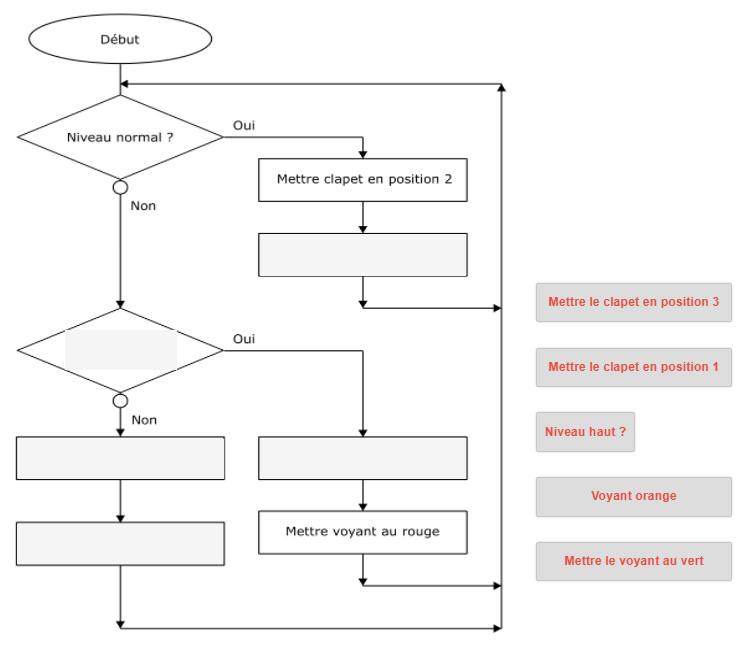 Début
Niveau normal ?
Oui
Mettre clapet en position 2
Non
Oui
Non
Mettre voyant au rouge
Mettre le clapet en position 3
Mettre le clapet en position 1
Niveau haut ?
Voyant orange
Mettre le voyant au vert